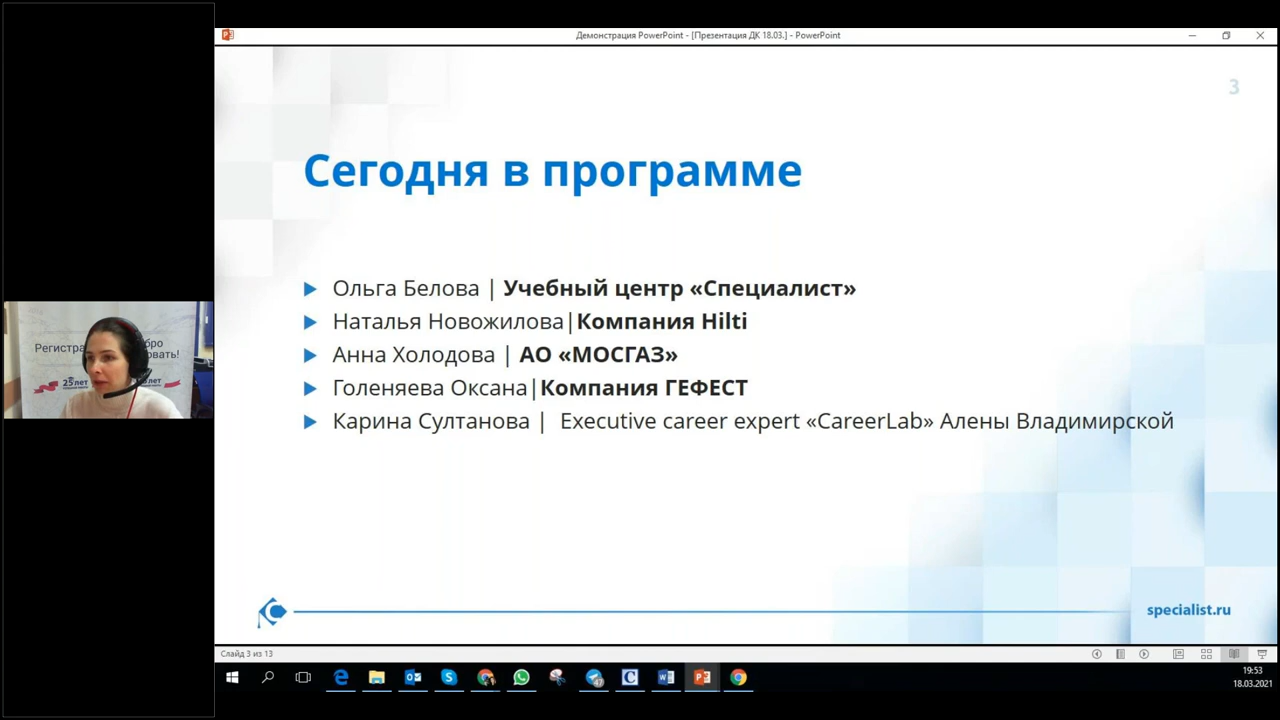 Демонстрация PowerPoint - [Презентация ДК 18.03.] - PowerPoint
3
Сегодня в программе
Ольга Белова | Учебный центр «Специалист»
Наталья Новожилова|Компания Hilti
Анна Холодова | АО «МОСГАЗ»
Голеняева Оксана|Компания ГЕФЕСТ
Карина Султанова | Executive career expert «CareerLab» Алены Владимирской
specialist.ru
Слайд 3 из 13
19:53
18.03.2021
25 лет